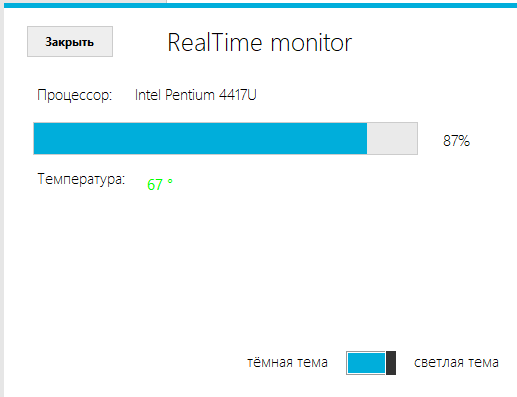 Закрыть
RealTime monitor
Процессор: Intel Pentium 4417U
87%
Температура: 67 °
тёмная тема светлая тема